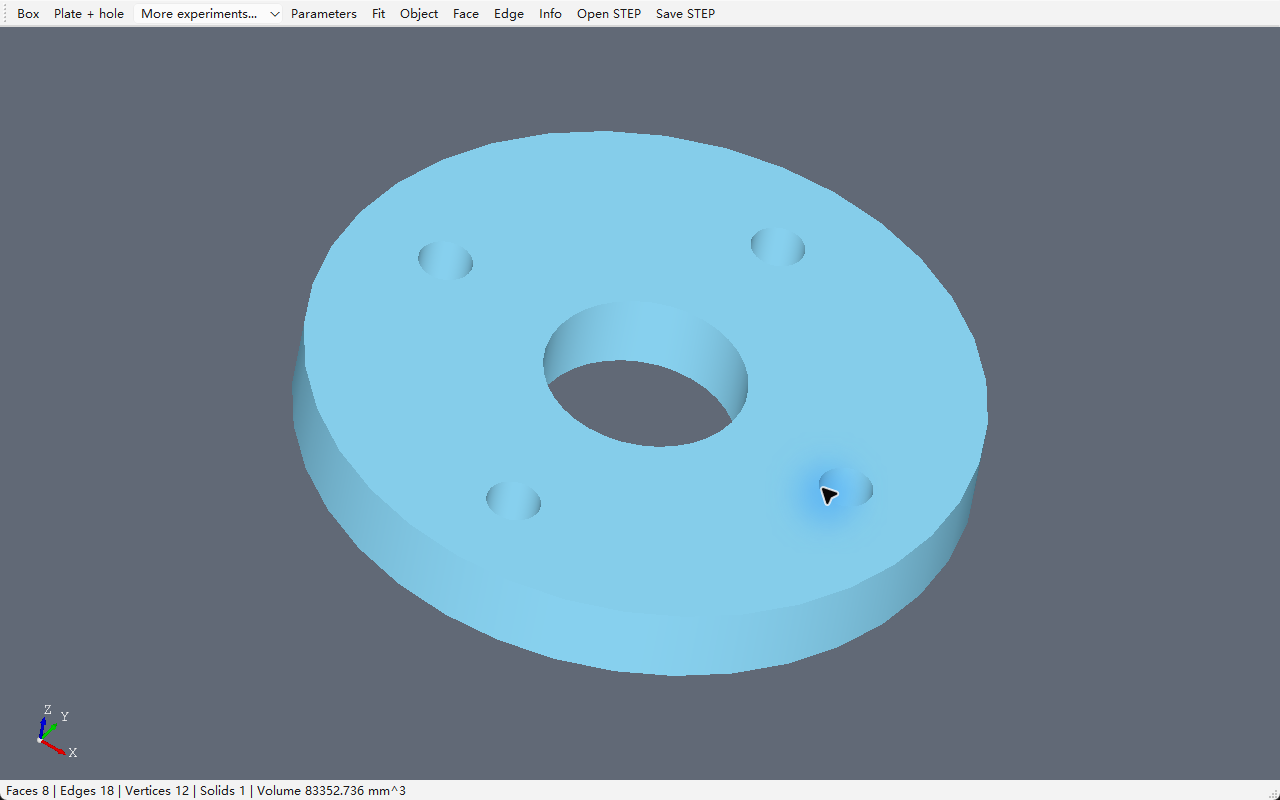 Box Plate + hole More experiments... Parameters Fit Object Face Edge Info Open STEP Save STEP
Z
Y
X
Faces 8 | Edges 18 | Vertices 12 | Solids 1 | Volume 83352.736 mm^3